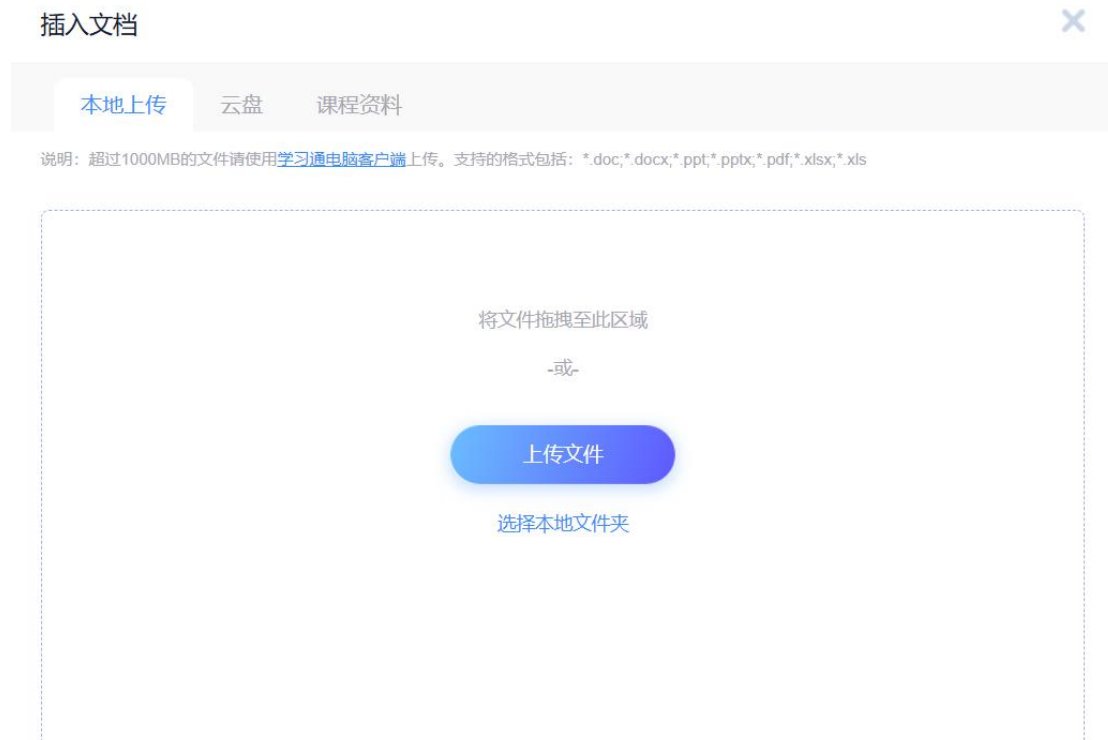 插入文档
本地上传 云盘 课程资料
说明：超过1000MB的文件请使用学习通电脑客户端上传。支持的格式包括：*.doc;*.docx;*.ppt;*.pptx;*.pdf;*.xlsx;*.xls
将文件拖拽至此区域
-或-
上传文件
选择本地文件夹